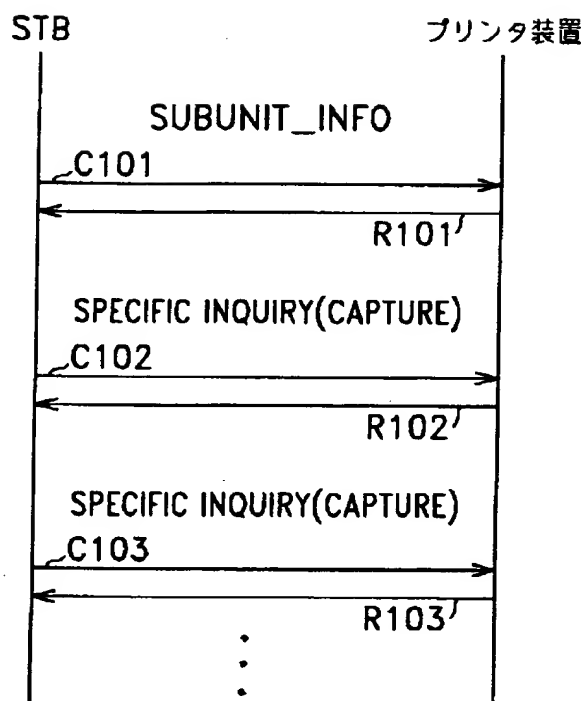 STB プリンタ装置
SUBUNIT_INFO
C101
R101
SPECIFIC INQUIRY(CAPTURE)
C102
R102
SPECIFIC INQUIRY(CAPTURE)
C103
R103